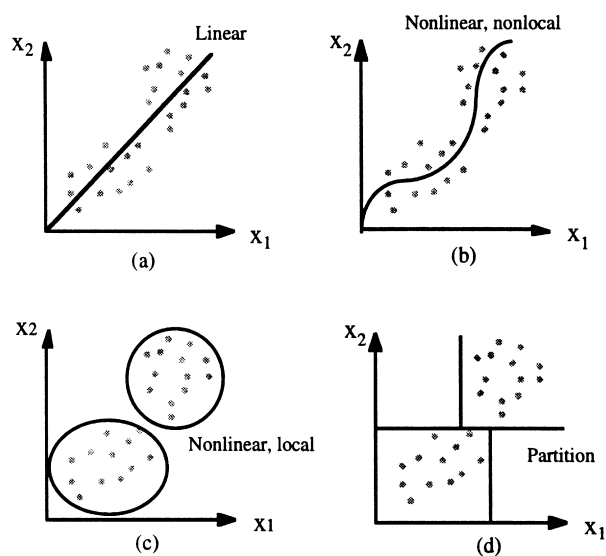 X2
Linear
X1
(a)
Nonlinear, nonlocal
X2
X1
(b)
X2
Nonlinear, local
X1
(c)
X2
Partition
X1
(d)